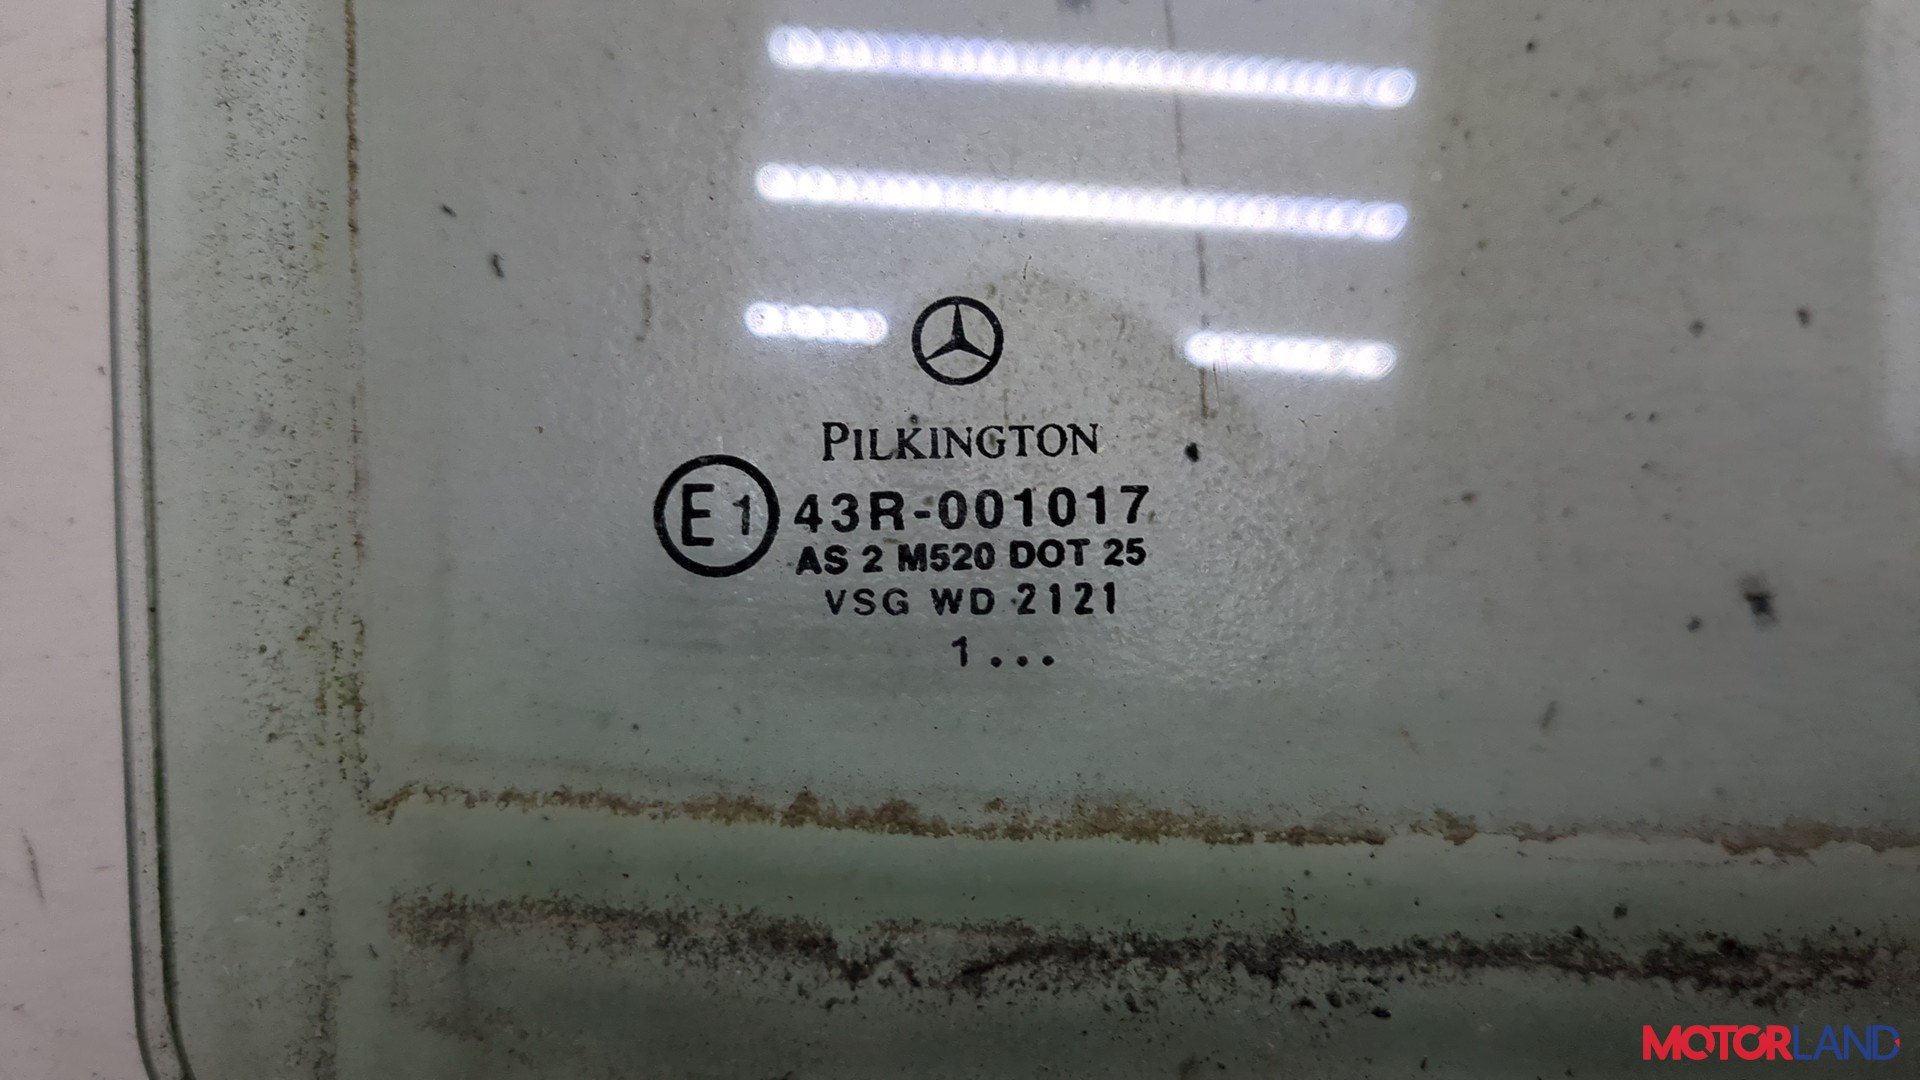 PILKINGTON
E1 43R-001017
AS 2 M520 DOT 25
VSG WD 2121
1...
MOTORLAND